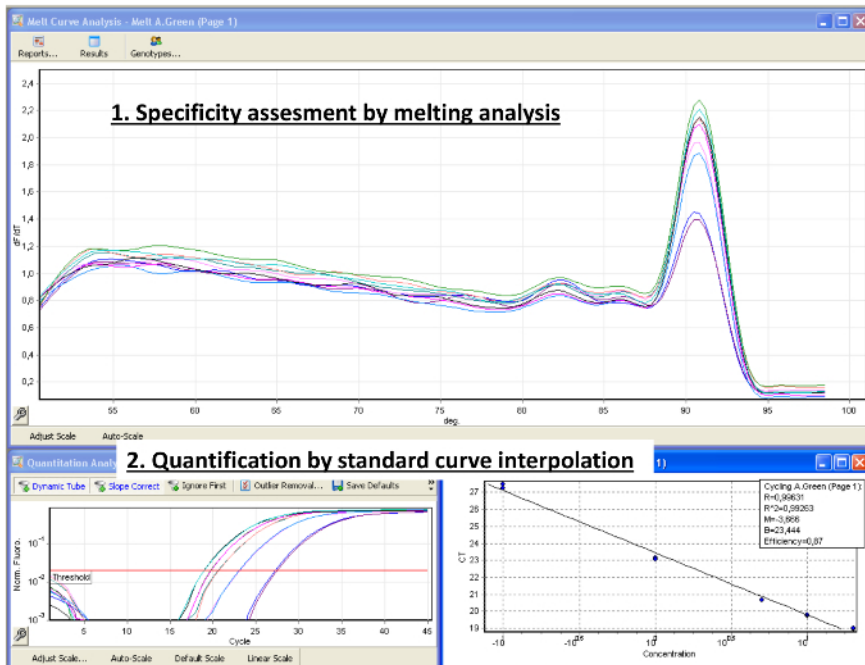 Melt Curve Analysis - Melt A.Green (Page 1)
Reports... Results Genotypes...
1. Specificity assesment by melting analysis
2,4
2,2
2,0
1,8
1,6
1,4
1,2
1,0
0,8
0,6
0,4
0,2
dF/dT
55 60 65 70 75 80 85 90 95 100
deg.
Adjust Scale Auto-Scale
2. Quantification by standard curve interpolation
Quantitation Analy
1)
Dynamic Tube Slope Correct Ignore First Outlier Removal... Save Defaults
Norm. Fluoro.
10⁻¹
10⁻²
10⁻³
Threshold
5 10 15 20 25 30 35 40 45
Cycle
Adjust Scale... Auto-Scale Default Scale Linear Scale
Cycling A.Green (Page 1):
R=0,99631
R^2=0,99263
M=-3,666
B=23,444
Efficiency=0,87
CT
27
26
25
24
23
22
21
20
19
Concentration